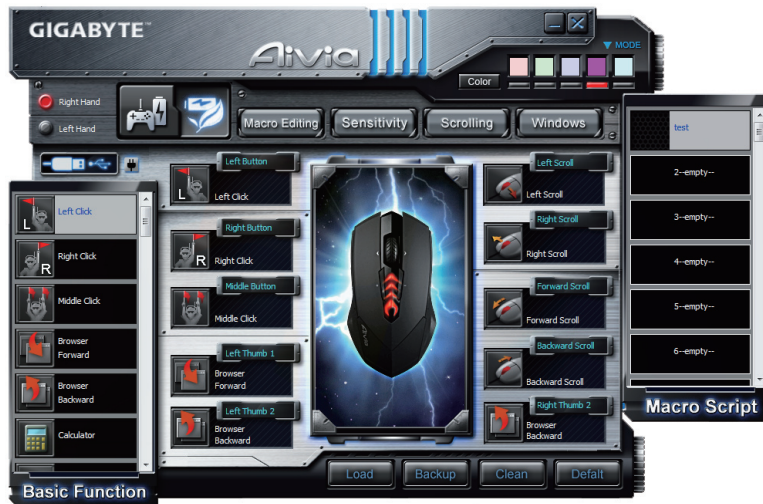 GIGABYTE™
Aivia
MODE
Color
Right Hand
Left Hand
Macro Editing
Sensitivity
Scrolling
Windows
Left Click
Right Click
Middle Click
Browser
Forward
Browser
Backward
Calculator
Basic Function
Left Button
L
Left Click
Right Button
R
Right Click
Middle Button
Middle Click
Left Thumb 1
Browser
Forward
Left Thumb 2
Browser
Backward
Aivia
Left Scroll
Left Scroll
Right Scroll
Right Scroll
Forward Scroll
Forward Scroll
Backward Scroll
Backward Scroll
Right Thumb 2
Browser
Backward
test
2--empty--
3--empty--
4--empty--
5--empty--
6--empty--
Macro Script
Load
Backup
Clean
Defalt
L
R